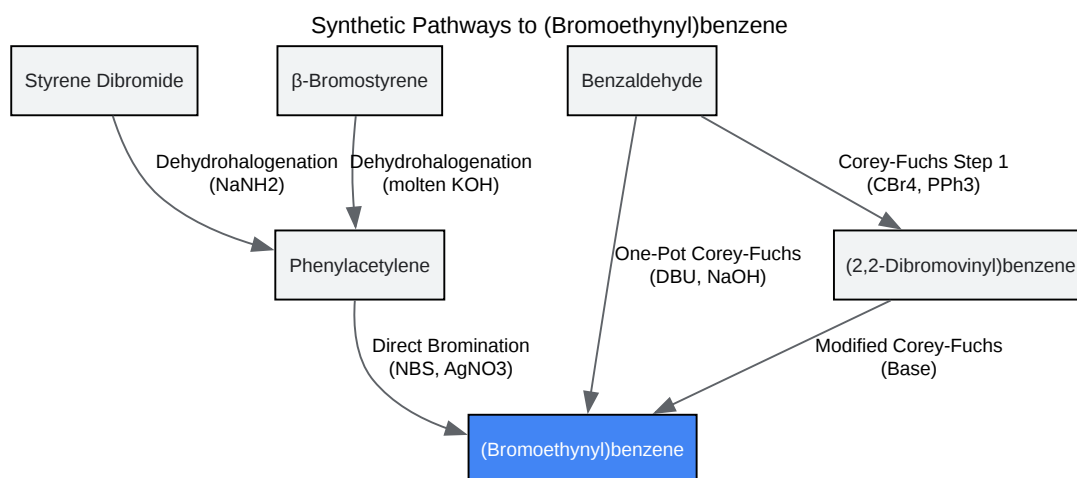 Synthetic Pathways to (Bromoethynyl)benzene
Styrene Dibromide
β-Bromostyrene
Benzaldehyde
Dehydrohalogenation
(NaNH2)
Dehydrohalogenation
(molten KOH)
Corey-Fuchs Step 1
(CBr4, PPh3)
Phenylacetylene
One-Pot Corey-Fuchs
(DBU, NaOH)
(2,2-Dibromovinyl)benzene
Direct Bromination
(NBS, AgNO3)
Modified Corey-Fuchs
(Base)
(Bromoethynyl)benzene